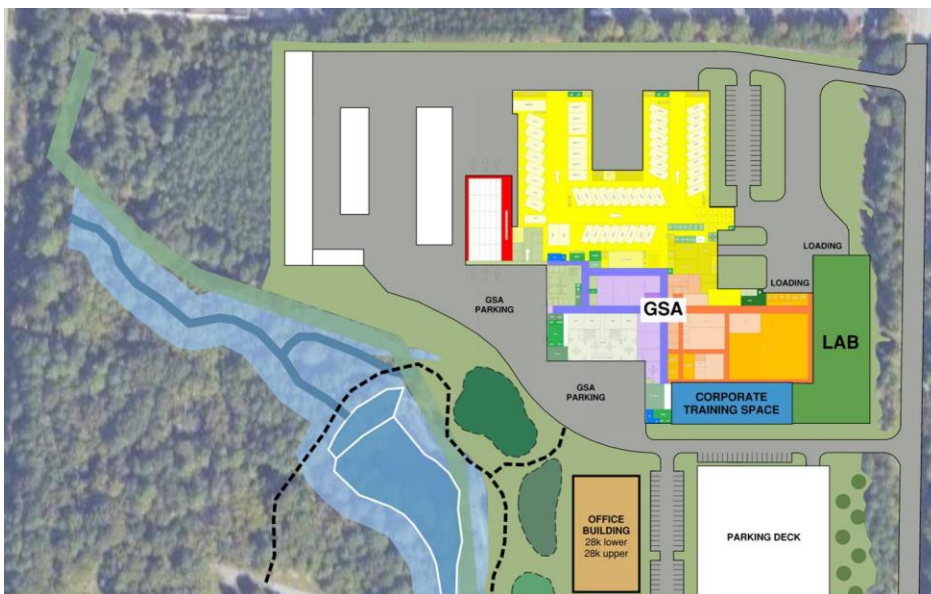 LOADING
LOADING
GSA
PARKING
GSA
LAB
GSA
PARKING
CORPORATE
TRAINING SPACE
OFFICE
BUILDING
28k lower
28k upper
PARKING DECK